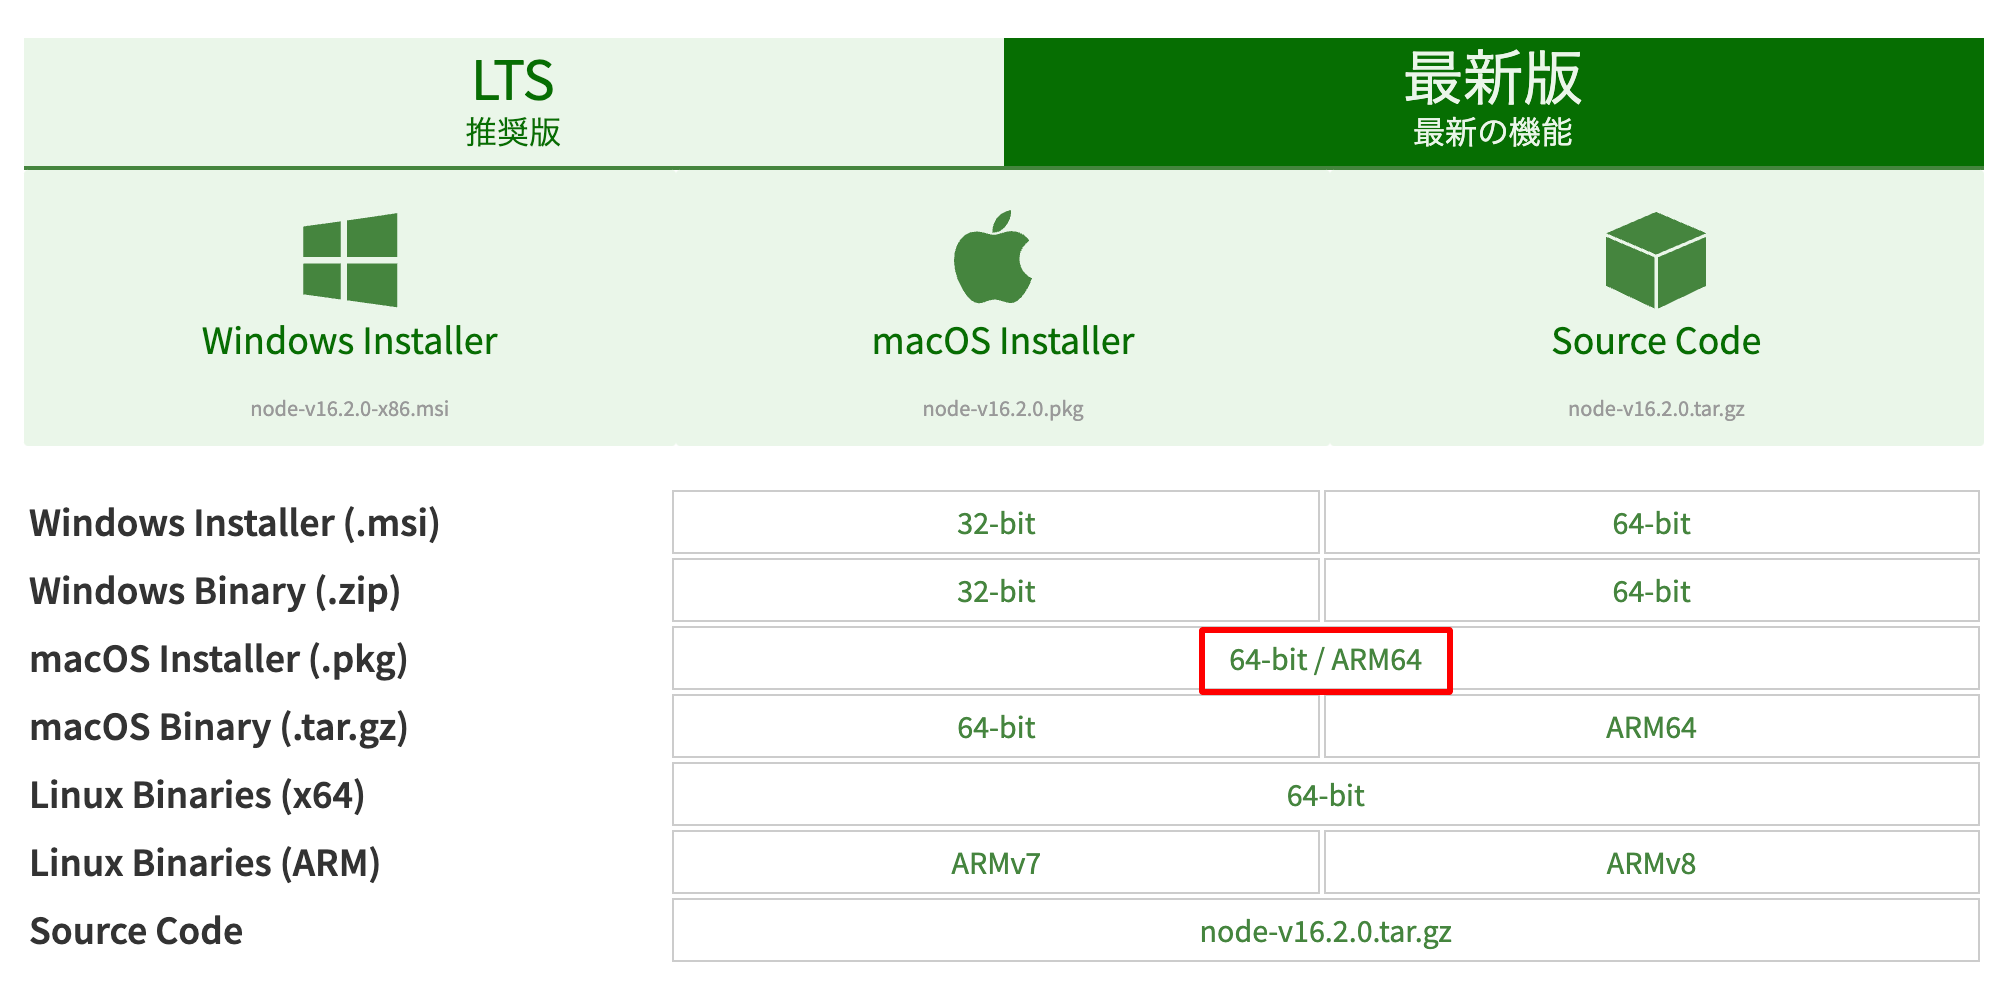 LTS
推奨版
最新版
最新の機能
Windows Installer
node-v16.2.0-x86.msi
macOS Installer
node-v16.2.0.pkg
Source Code
node-v16.2.0.tar.gz
Windows Installer (.msi) 32-bit 64-bit
Windows Binary (.zip) 32-bit 64-bit
macOS Installer (.pkg) 64-bit / ARM64
macOS Binary (.tar.gz) 64-bit ARM64
Linux Binaries (x64) 64-bit
Linux Binaries (ARM) ARMv7 ARMv8
Source Code node-v16.2.0.tar.gz